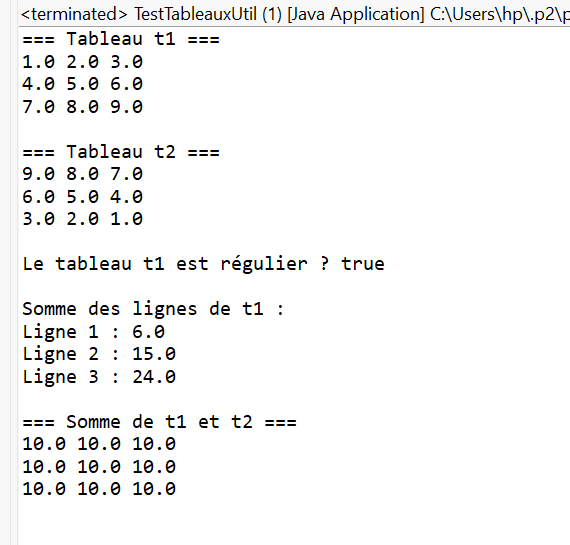 <terminated> TestTableauxUtil (1) [Java Application] C:\Users\hp\.p2\p
=== Tableau t1 ===
1.0 2.0 3.0
4.0 5.0 6.0
7.0 8.0 9.0
=== Tableau t2 ===
9.0 8.0 7.0
6.0 5.0 4.0
3.0 2.0 1.0
Le tableau t1 est régulier ? true
Somme des lignes de t1 :
Ligne 1 : 6.0
Ligne 2 : 15.0
Ligne 3 : 24.0
=== Somme de t1 et t2 ===
10.0 10.0 10.0
10.0 10.0 10.0
10.0 10.0 10.0